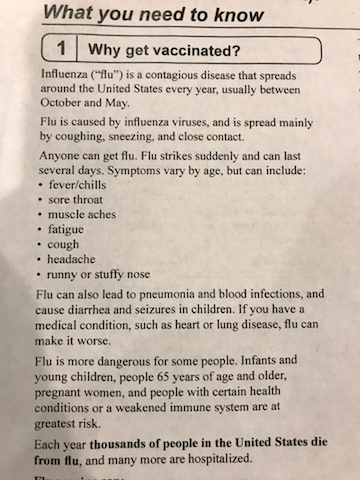 What you need to know
1 Why get vaccinated?
Influenza (“flu”) is a contagious disease that spreads
around the United States every year, usually between
October and May.
Flu is caused by influenza viruses, and is spread mainly
by coughing, sneezing, and close contact.
Anyone can get flu. Flu strikes suddenly and can last
several days. Symptoms vary by age, but can include:
• fever/chills
• sore throat
• muscle aches
• fatigue
• cough
• headache
• runny or stuffy nose
Flu can also lead to pneumonia and blood infections, and
cause diarrhea and seizures in children. If you have a
medical condition, such as heart or lung disease, flu can
make it worse.
Flu is more dangerous for some people. Infants and
young children, people 65 years of age and older,
pregnant women, and people with certain health
conditions or a weakened immune system are at
greatest risk.
Each year thousands of people in the United States die
from flu, and many more are hospitalized.